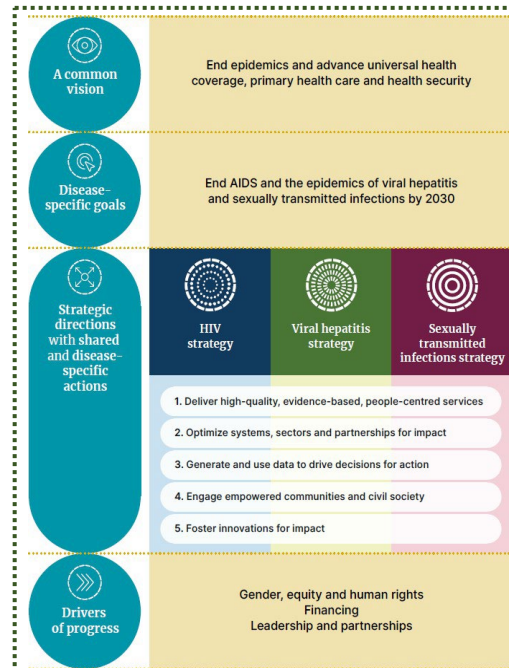 A common
vision
End epidemics and advance universal health
coverage, primary health care and health security
Disease-
specific goals
End AIDS and the epidemics of viral hepatitis
and sexually transmitted infections by 2030
Strategic
directions
with shared
and disease-
specific
actions
HIV
strategy
Viral hepatitis
strategy
Sexually
transmitted
infections strategy
1. Deliver high-quality, evidence-based, people-centred services
2. Optimize systems, sectors and partnerships for impact
3. Generate and use data to drive decisions for action
4. Engage empowered communities and civil society
5. Foster innovations for impact
Drivers
of progress
Gender, equity and human rights
Financing
Leadership and partnerships